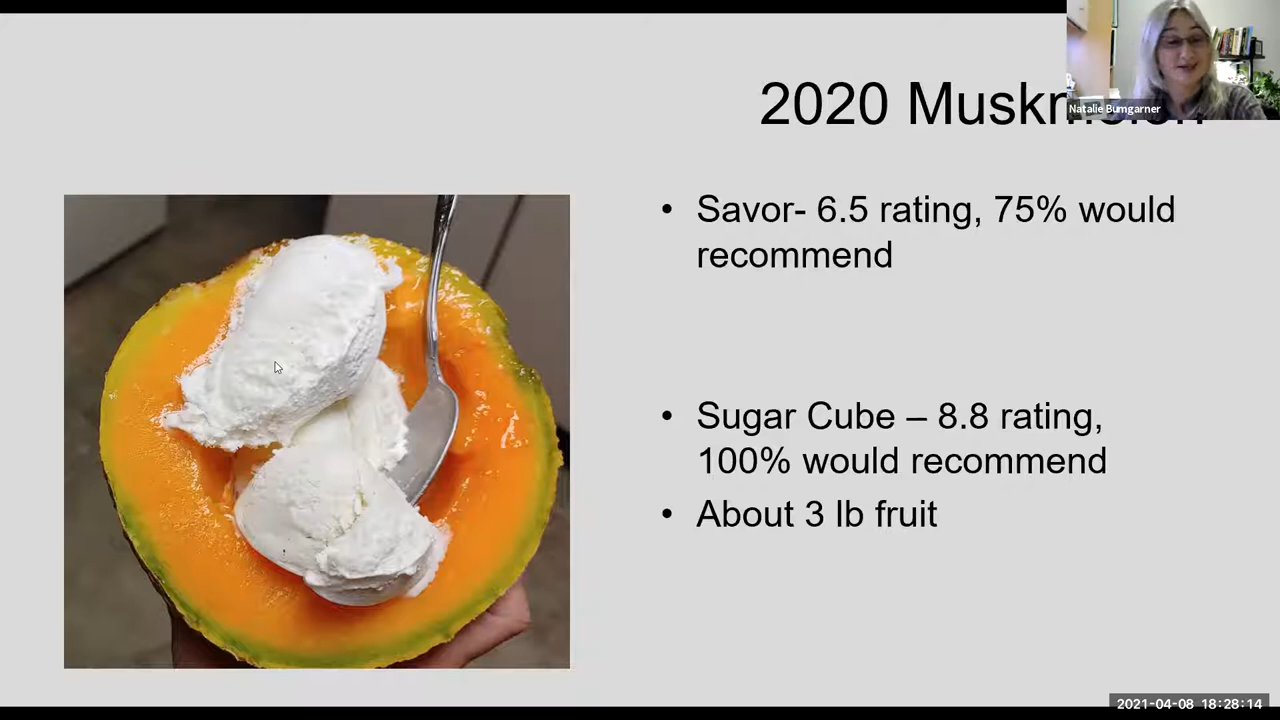 2020 Muskmelon
Natalie Bumgarner
• Savor- 6.5 rating, 75% would
recommend
• Sugar Cube – 8.8 rating,
100% would recommend
• About 3 lb fruit
2021-04-08 18:28:14